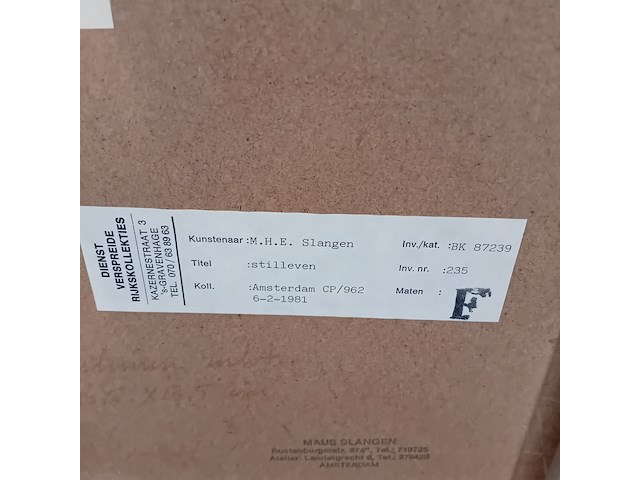 DIENST
VERSPREIDE
RIJKSKOLLEKTIES
KAZERNESTRAAT 3
's-GRAVENHAGE
TEL. 070/63 89 63
Kunstenaar :M.H.E. Slangen Inv./kat. :BK 87239
Titel :stilleven Inv. nr. :235
Koll. :Amsterdam CP/962 Maten : F
6-2-1981
MAUS SLANGEN
AMSTERDAM